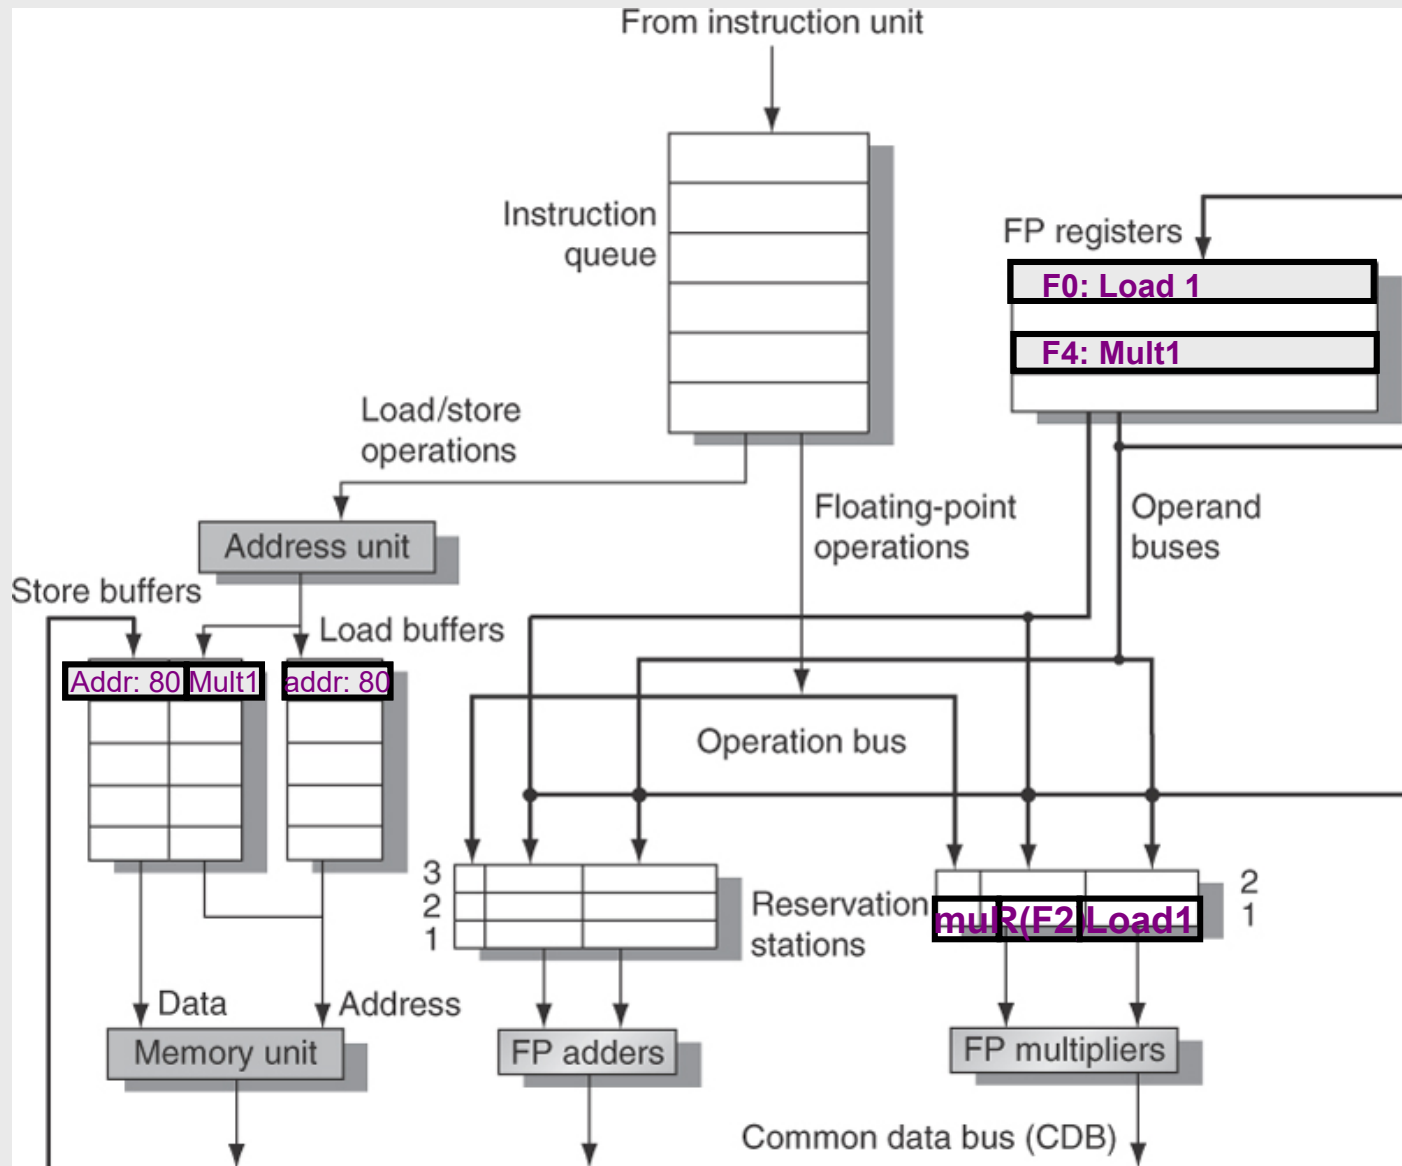 From instruction unit
Instruction
queue
FP registers
F0: Load 1
F4: Mult1
Load/store
operations
Floating-point
operations
Operand
buses
Address unit
Store buffers
Load buffers
Addr: 80 Mult1 addr: 80
Operation bus
3
2
1
Reservation
stations
2
1
mul R(F2) Load1
Data
Address
Memory unit
FP adders
FP multipliers
Common data bus (CDB)